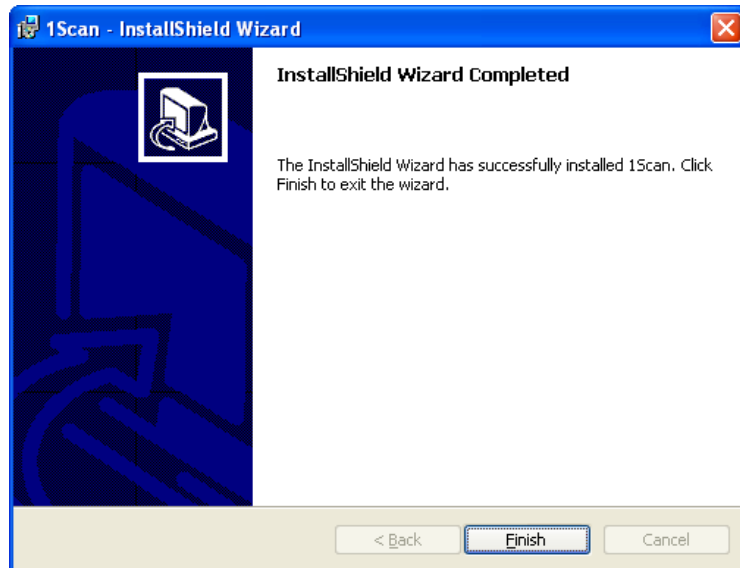 1Scan - InstallShield Wizard
InstallShield Wizard Completed
The InstallShield Wizard has successfully installed 1Scan. Click
Finish to exit the wizard.
< Back
Finish
Cancel